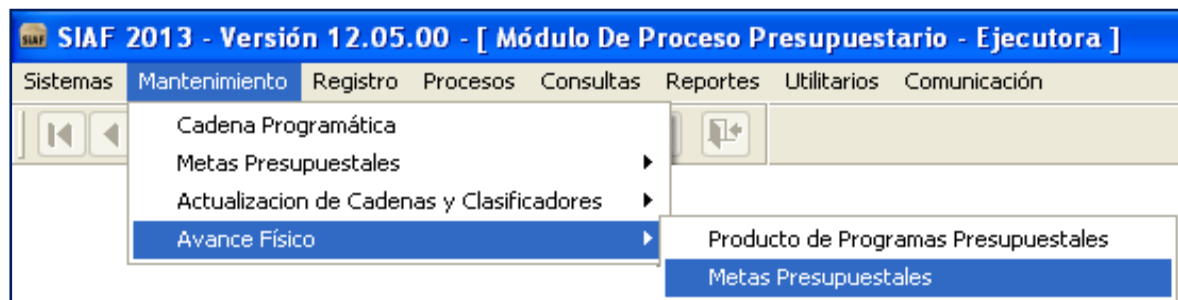 SIAF SIAF 2013 - Versión 12.05.00 - [ Módulo De Proceso Presupuestario - Ejecutora ]
Sistemas Mantenimiento Registro Procesos Consultas Reportes Utilitarios Comunicación
Cadena Programática
Metas Presupuestales
Actualizacion de Cadenas y Clasificadores
Avance Físico
Producto de Programas Presupuestales
Metas Presupuestales